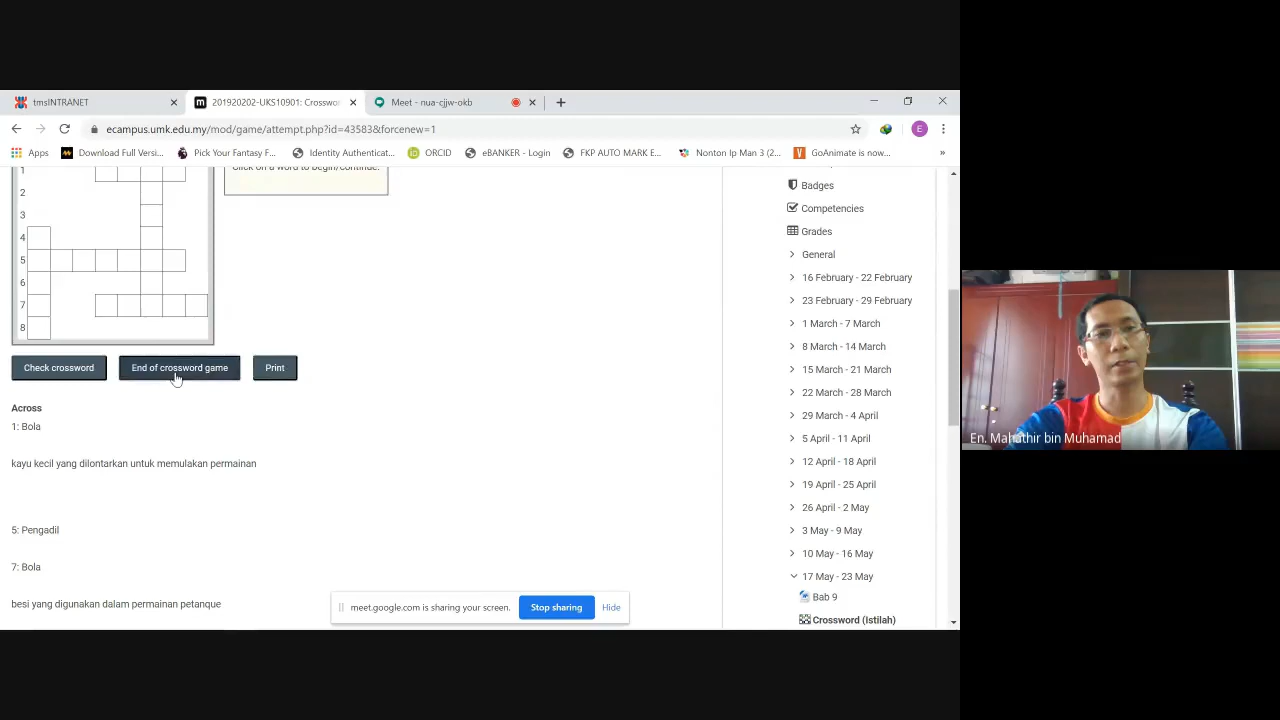 tmsINTRANET
201920202-UKS10901: Crosswor
Meet - nua-cjjw-okb
ecampus.umk.edu.my/mod/game/attempt.php?id=43583&forcenew=1
Apps
Download Full Versi...
Pick Your Fantasy F...
Identity Authenticat...
ORCID
eBANKER - Login
FKP AUTO MARK E...
Nonton Ip Man 3 (2...
GoAnimate is now...
»
1
2
3
4
5
6
7
8
Click on a word to begin/continue.
Check crossword
End of crossword game
Print
Across
1: Bola
kayu kecil yang dilontarkan untuk memulakan permainan
5: Pengadil
7: Bola
besi yang digunakan dalam permainan petanque
meet.google.com is sharing your screen.
Stop sharing
Hide
Badges
Competencies
Grades
General
16 February - 22 February
23 February - 29 February
1 March - 7 March
8 March - 14 March
15 March - 21 March
22 March - 28 March
29 March - 4 April
5 April - 11 April
12 April - 18 April
19 April - 25 April
26 April - 2 May
3 May - 9 May
10 May - 16 May
17 May - 23 May
Bab 9
Crossword (Istilah)
En. Mahathir bin Muhamad